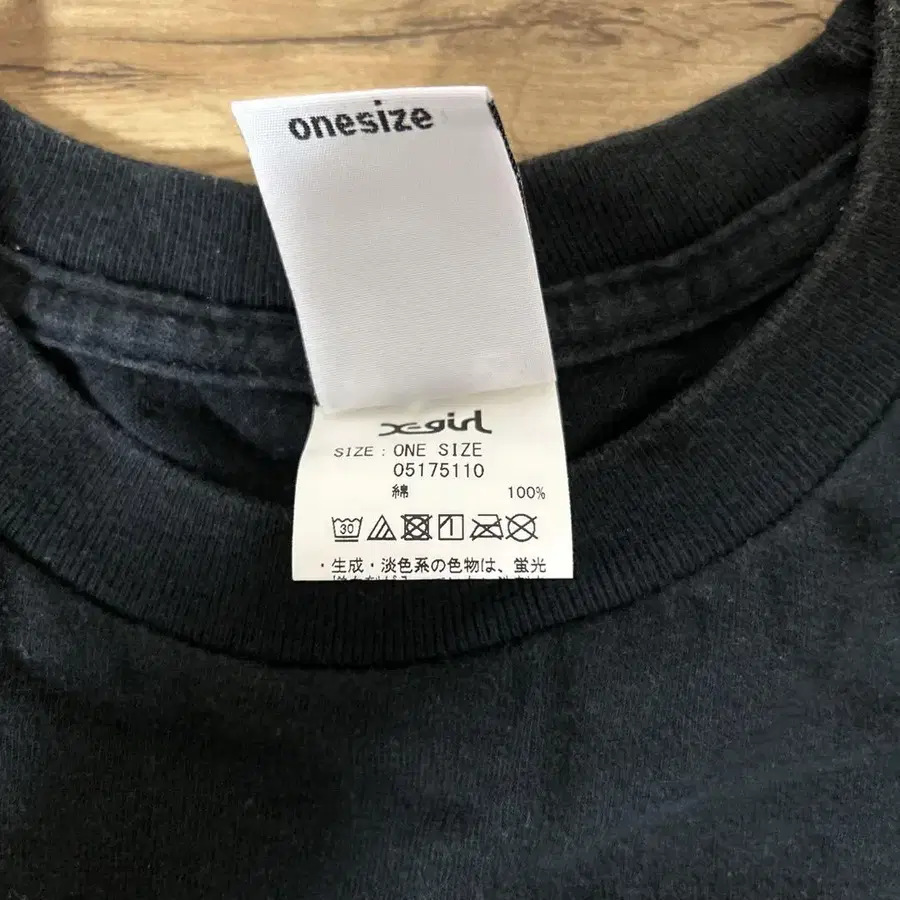 onesize
X-girl
SIZE : ONE SIZE
05175110
綿 100%
30
・生成・淡色系の色物は、蛍光